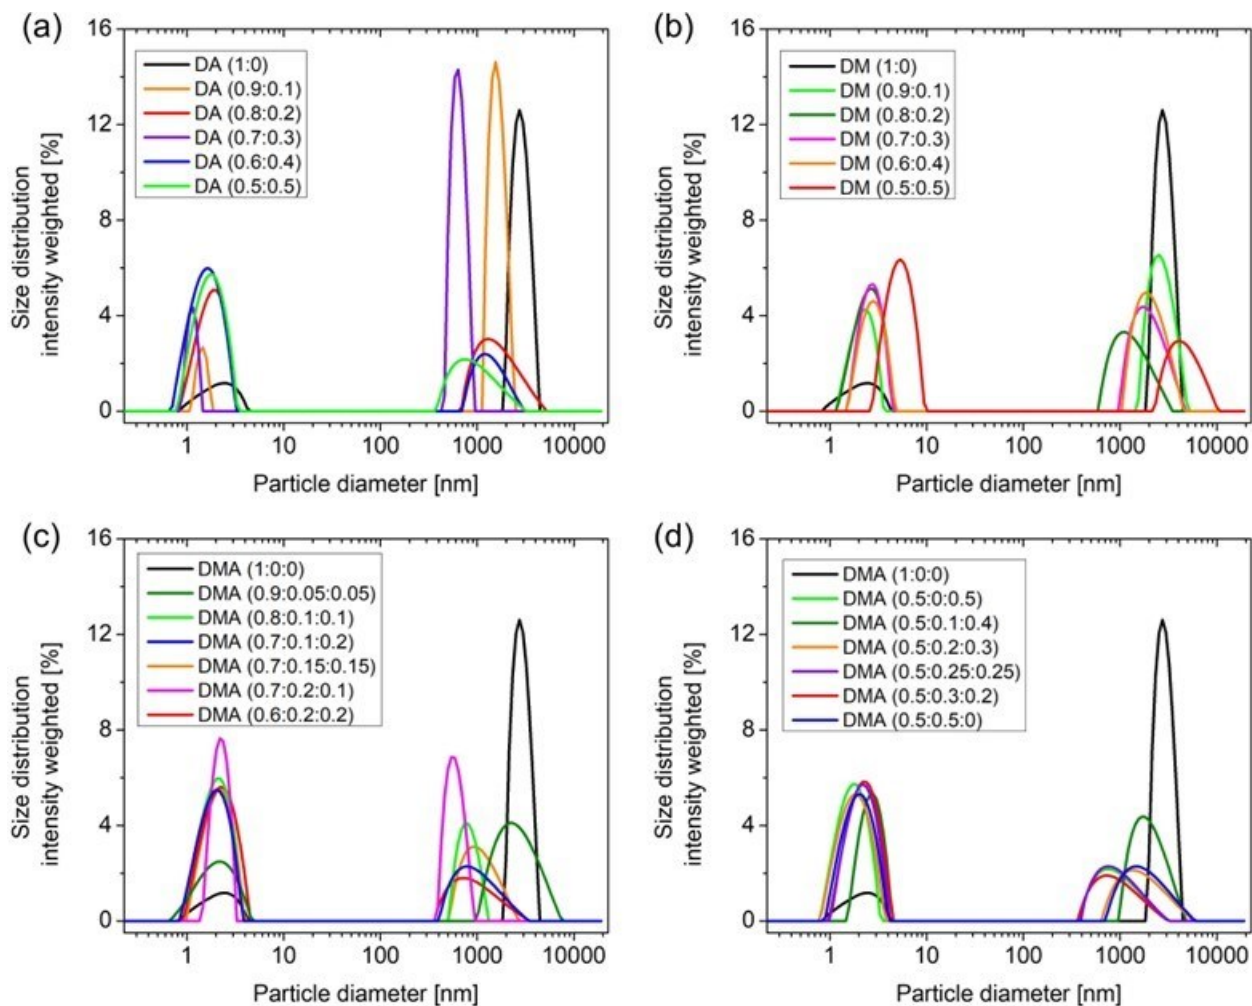 (a)
16
12
8
4
0
Size distribution
intensity weighted [%]
DA (1:0)
DA (0.9:0.1)
DA (0.8:0.2)
DA (0.7:0.3)
DA (0.6:0.4)
DA (0.5:0.5)
1 10 100 1000 10000
Particle diameter [nm]
(b)
16
12
8
4
0
Size distribution
intensity weighted [%]
DM (1:0)
DM (0.9:0.1)
DM (0.8:0.2)
DM (0.7:0.3)
DM (0.6:0.4)
DM (0.5:0.5)
1 10 100 1000 10000
Particle diameter [nm]
(c)
16
12
8
4
0
Size distribution
intensity weighted [%]
DMA (1:0:0)
DMA (0.9:0.05:0.05)
DMA (0.8:0.1:0.1)
DMA (0.7:0.1:0.2)
DMA (0.7:0.15:0.15)
DMA (0.7:0.2:0.1)
DMA (0.6:0.2:0.2)
1 10 100 1000 10000
Particle diameter [nm]
(d)
16
12
8
4
0
Size distribution
intensity weighted [%]
DMA (1:0:0)
DMA (0.5:0:0.5)
DMA (0.5:0.1:0.4)
DMA (0.5:0.2:0.3)
DMA (0.5:0.25:0.25)
DMA (0.5:0.3:0.2)
DMA (0.5:0.5:0)
1 10 100 1000 10000
Particle diameter [nm]